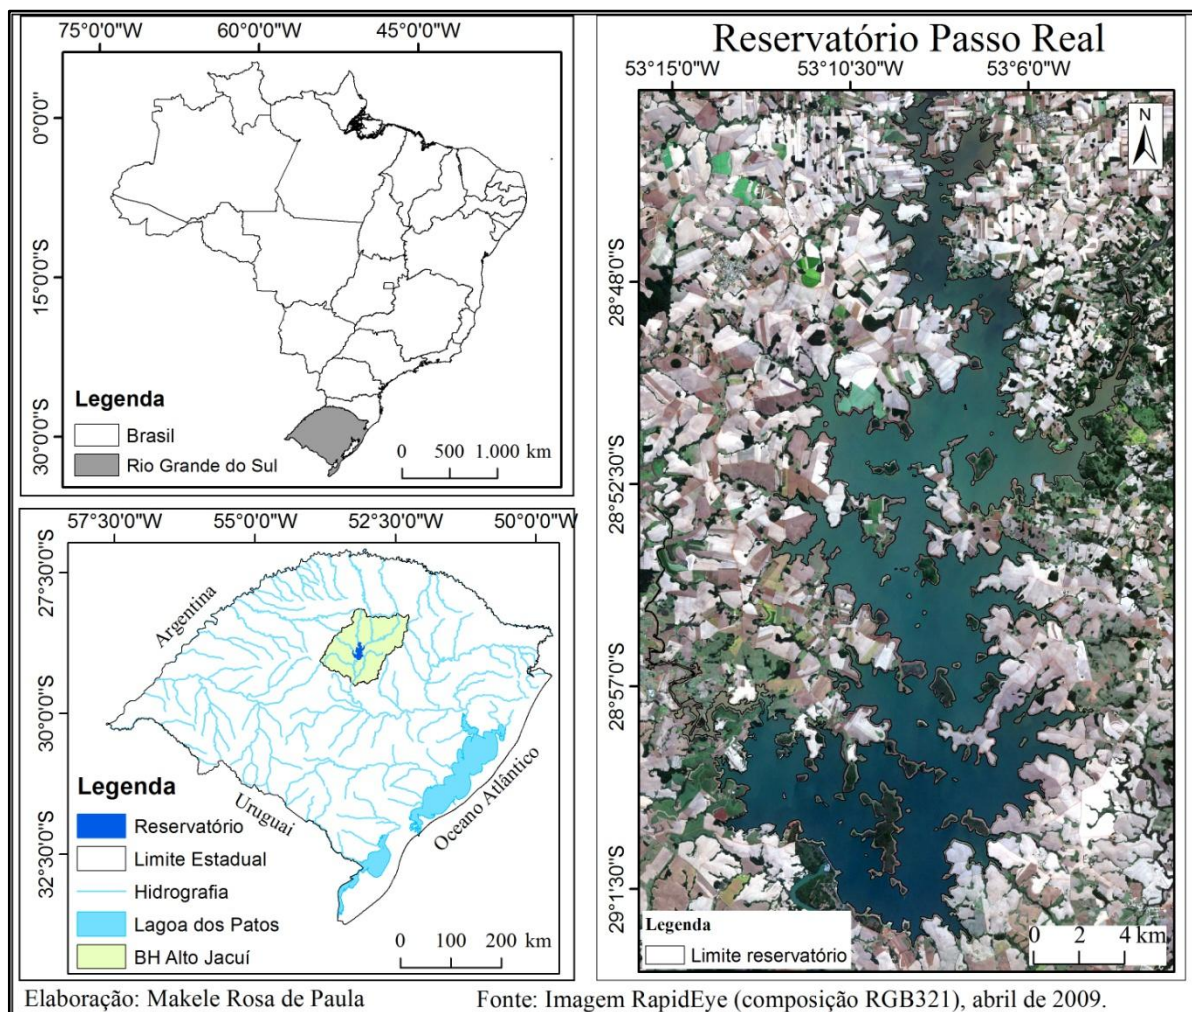 75°0'0"W 60°0'0"W 45°0'0"W
0°0'0"
15°0'0"S
30°0'0"S
Legenda
Brasil
Rio Grande do Sul
0 500 1.000 km
57°30'0"W 55°0'0"W 52°30'0"W 50°0'0"W
27°30'0"S
30°0'0"S
32°30'0"S
Argentina
Uruguai
Oceano Atlântico
Legenda
Reservatório
Limite Estadual
Hidrografia
Lagoa dos Patos
BH Alto Jacuí
0 100 200 km
Reservatório Passo Real
53°15'0"W 53°10'30"W 53°6'0"W
N
28°48'0"S
28°52'30"S
28°57'0"S
29°1'30"S
Legenda
Limite reservatório
0 2 4 km
Elaboração: Makele Rosa de Paula Fonte: Imagem RapidEye (composição RGB321), abril de 2009.